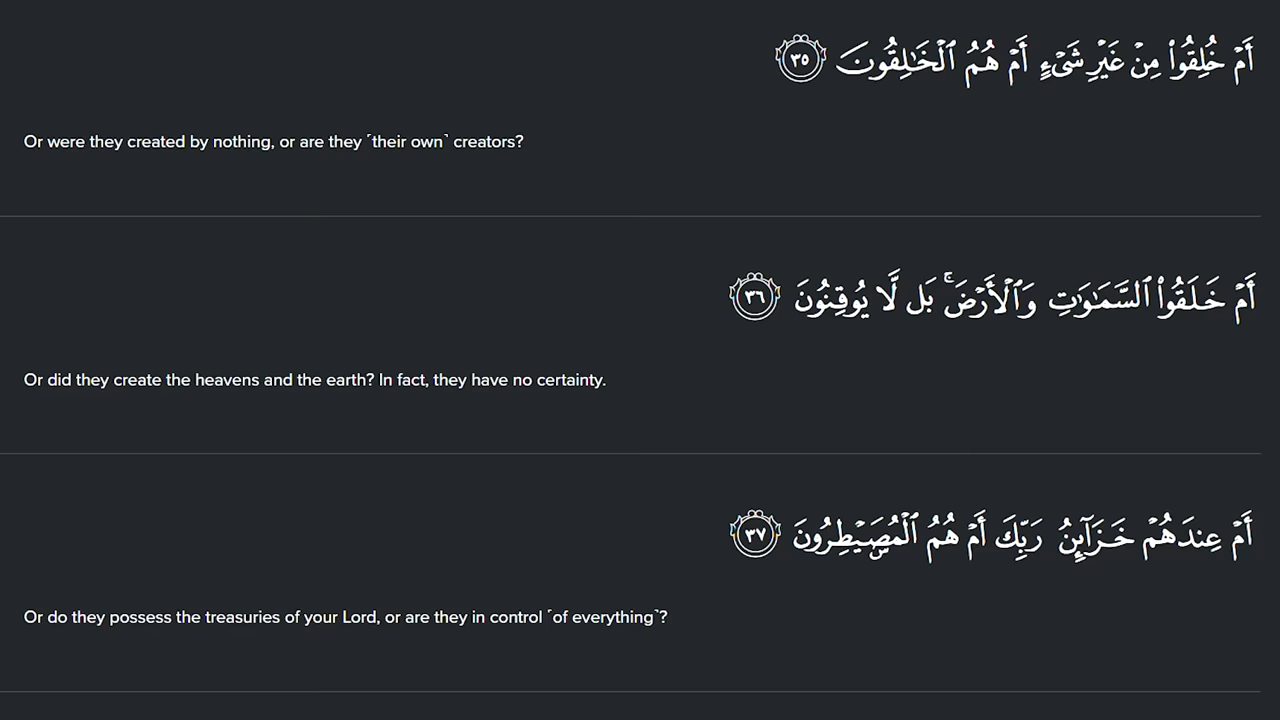 أَمْ خُلِقُوا۟ مِنْ غَيْرِ شَىْءٍ أَمْ هُمُ ٱلْخَـٰلِقُونَ ٣٥
Or were they created by nothing, or are they ˹their own˺ creators?
أَمْ خَلَقُوا۟ ٱلسَّمَـٰوَٰتِ وَٱلْأَرْضَ ۚ بَل لَّا يُوقِنُونَ ٣٦
Or did they create the heavens and the earth? In fact, they have no certainty.
أَمْ عِندَهُمْ خَزَآئِنُ رَبِّكَ أَمْ هُمُ ٱلْمُصَۣيْطِرُونَ ٣٧
Or do they possess the treasuries of your Lord, or are they in control ˹of everything˺?